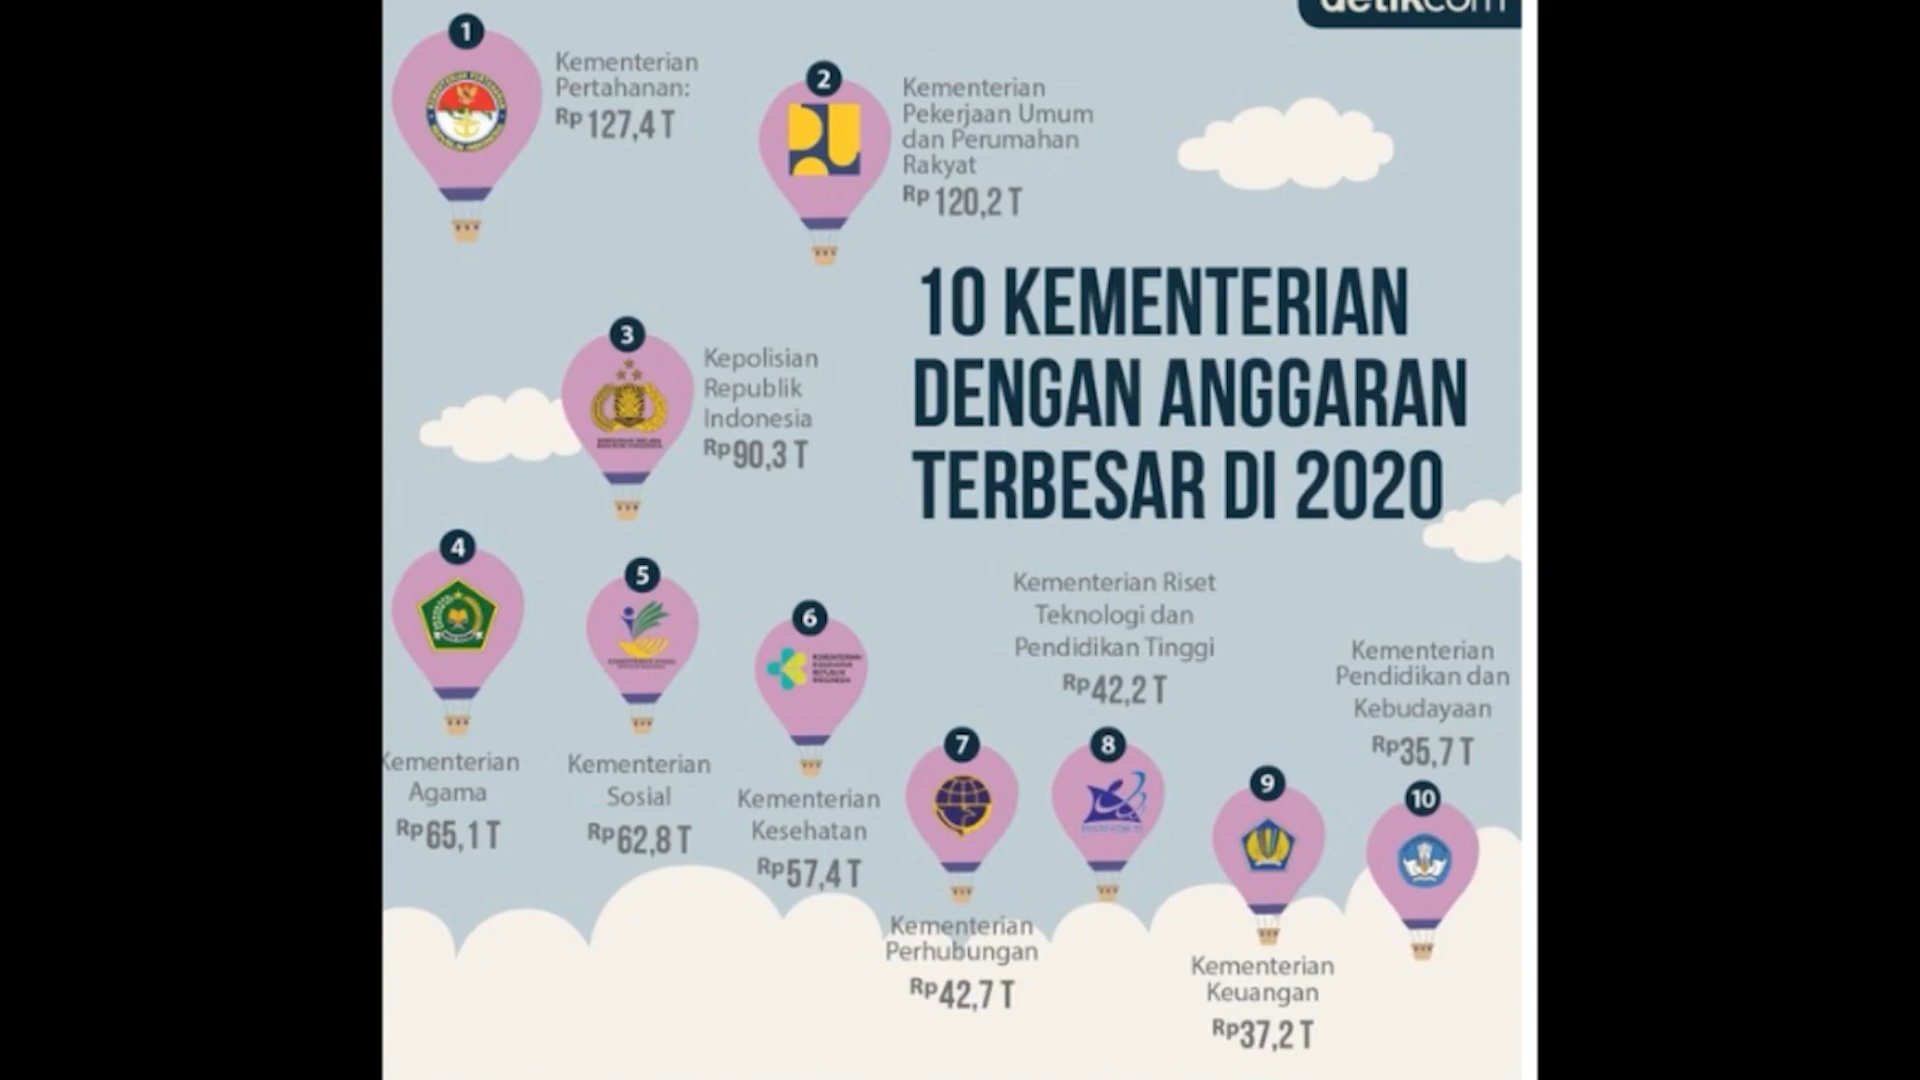 detikcom
1
Kementerian
Pertahanan:
Rp 127,4 T
2
Kementerian
Pekerjaan Umum
dan Perumahan
Rakyat
Rp 120,2 T
10 KEMENTERIAN
DENGAN ANGGARAN
TERBESAR DI 2020
3
Kepolisian
Republik
Indonesia
Rp 90,3 T
4
Kementerian
Agama
Rp 65,1 T
5
Kementerian
Sosial
Rp 62,8 T
6
KEMENTERIAN
KESEHATAN
REPUBLIK
INDONESIA
Kementerian
Kesehatan
Rp 57,4 T
7
Kementerian
Perhubungan
Rp 42,7 T
Kementerian Riset
Teknologi dan
Pendidikan Tinggi
Rp 42,2 T
8
9
Kementerian
Keuangan
Rp 37,2 T
Kementerian
Pendidikan dan
Kebudayaan
Rp 35,7 T
10